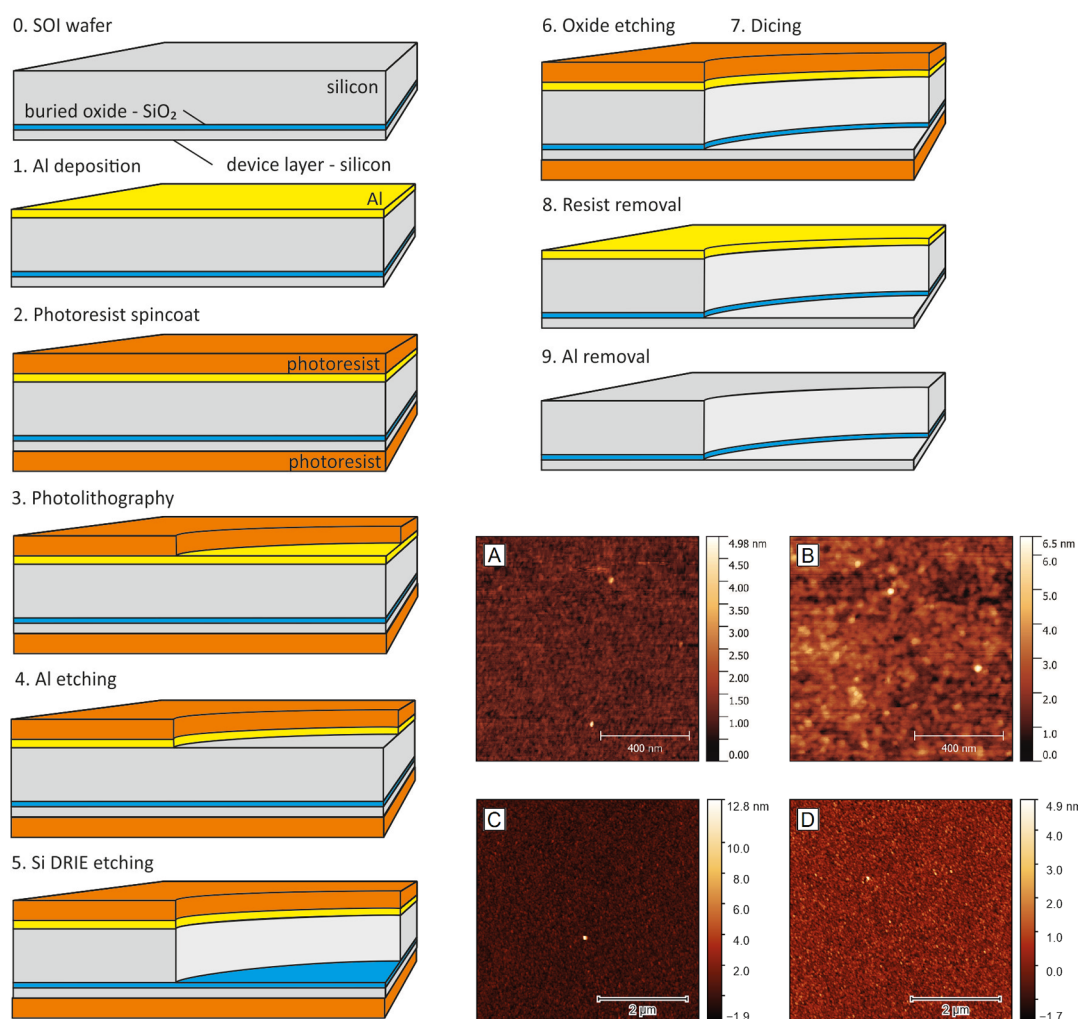 0. SOI wafer
silicon
buried oxide - SiO₂
device layer - silicon
1. Al deposition
Al
2. Photoresist spincoat
photoresist
photoresist
3. Photolithography
4. Al etching
5. Si DRIE etching
6. Oxide etching
7. Dicing
8. Resist removal
9. Al removal
A
4.98 nm
4.50
4.00
3.50
3.00
2.50
2.00
1.50
1.00
0.00
400 nm
B
6.5 nm
6.0
5.0
4.0
3.0
2.0
1.0
0.0
400 nm
C
12.8 nm
10.0
8.0
6.0
4.0
2.0
−1.9
2 µm
D
4.9 nm
4.0
3.0
2.0
1.0
0.0
−1.7
2 µm